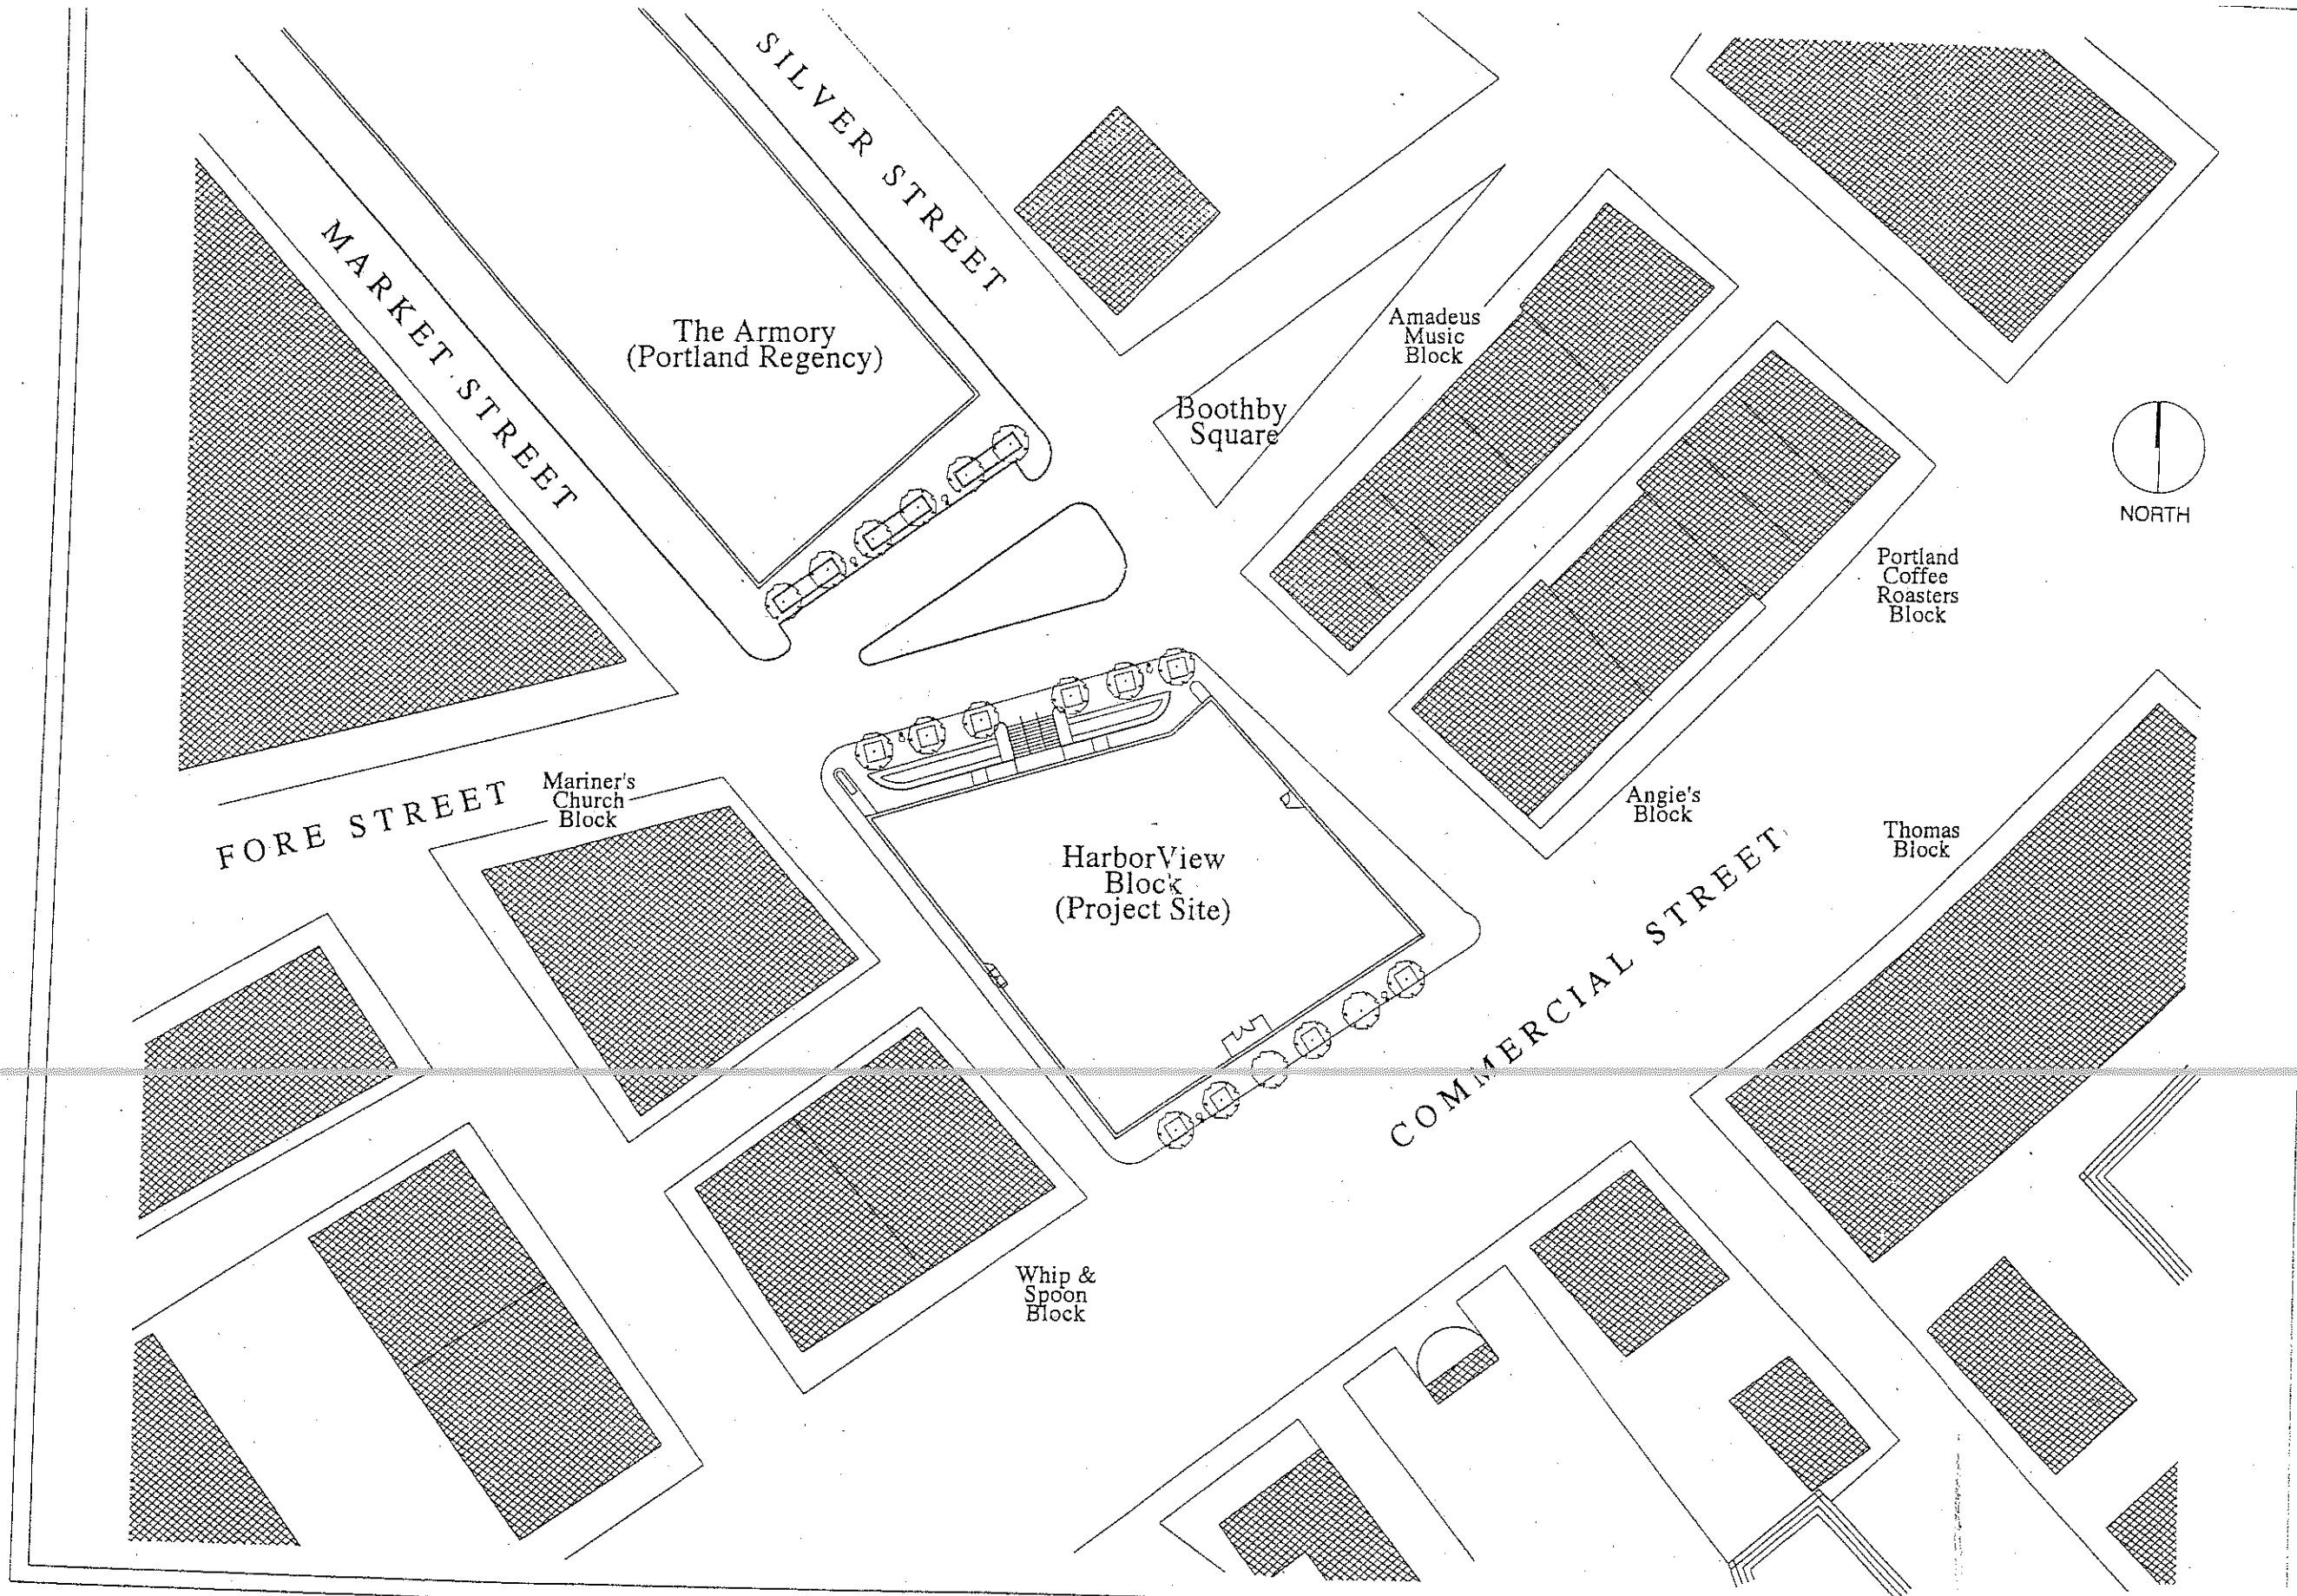 SILVER STREET
MARKET STREET
The Armory
(Portland Regency)
Amadeus
Music
Block
Boothby
Square
NORTH
Portland
Coffee
Roasters
Block
FORE STREET
Mariner's
Church
Block
Angie's
Block
Thomas
Block
HarborView
Block
(Project Site)
COMMERCIAL STREET
Whip &
Spoon
Block